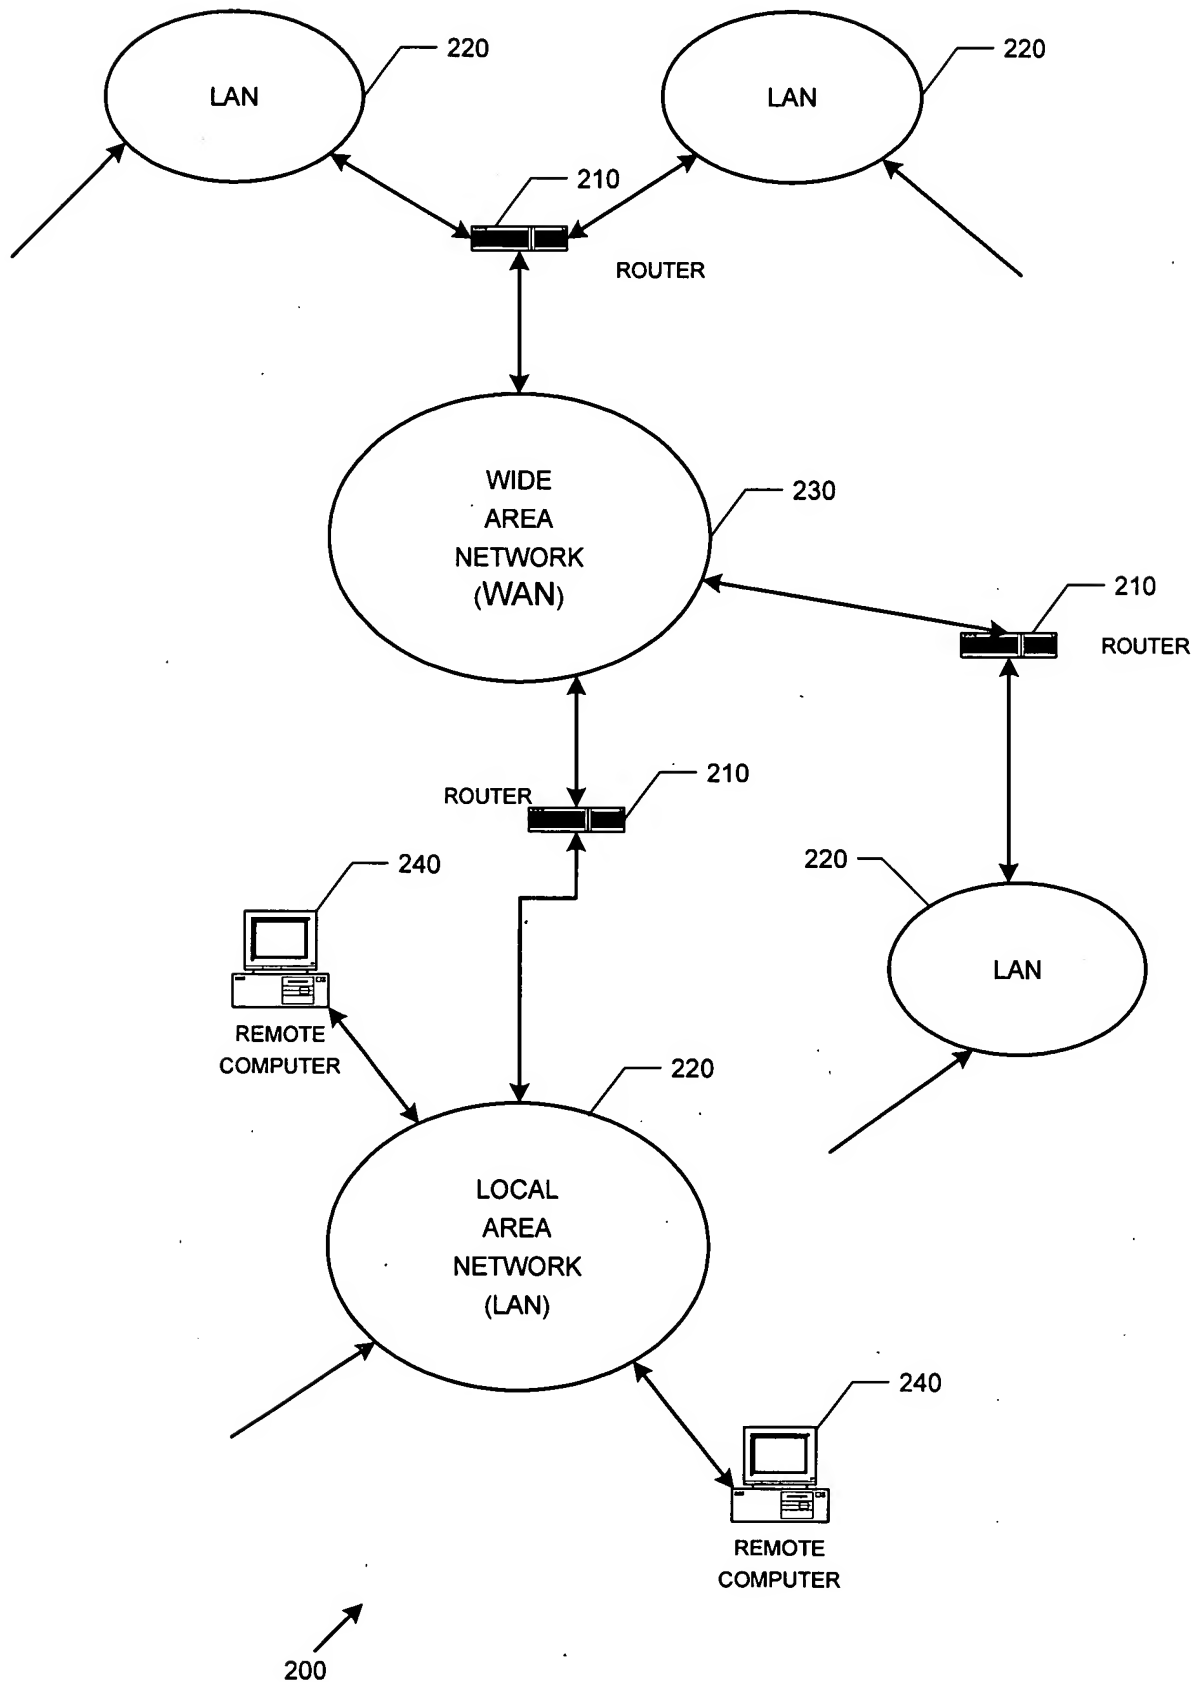 220
LAN
220
LAN
210
ROUTER
WIDE
AREA
NETWORK
(WAN)
230
210
ROUTER
ROUTER
210
240
REMOTE
COMPUTER
220
LAN
220
LOCAL
AREA
NETWORK
(LAN)
240
REMOTE
COMPUTER
200